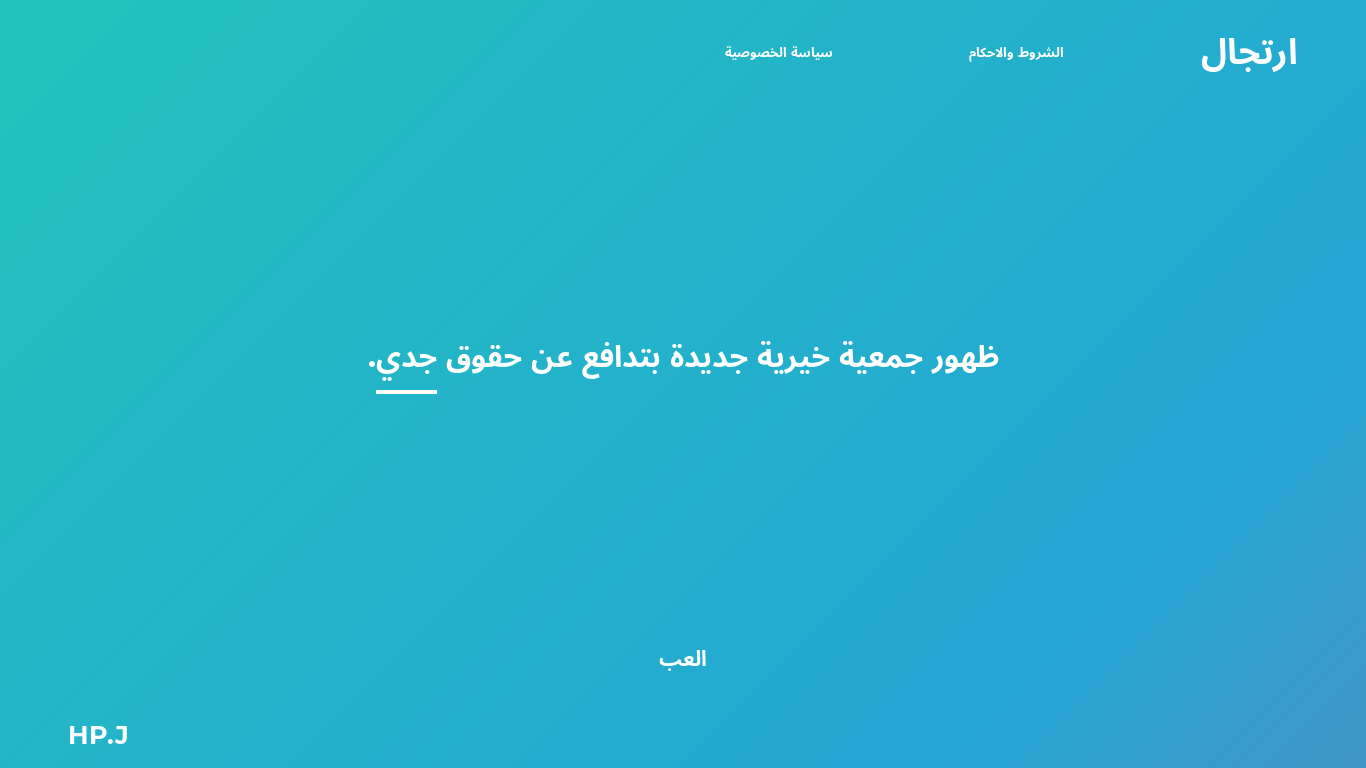 ارتجال
الشروط والاحكام
سياسة الخصوصية
ظهور جمعية خيرية جديدة بتدافع عن حقوق جدي.
العب
HP.J